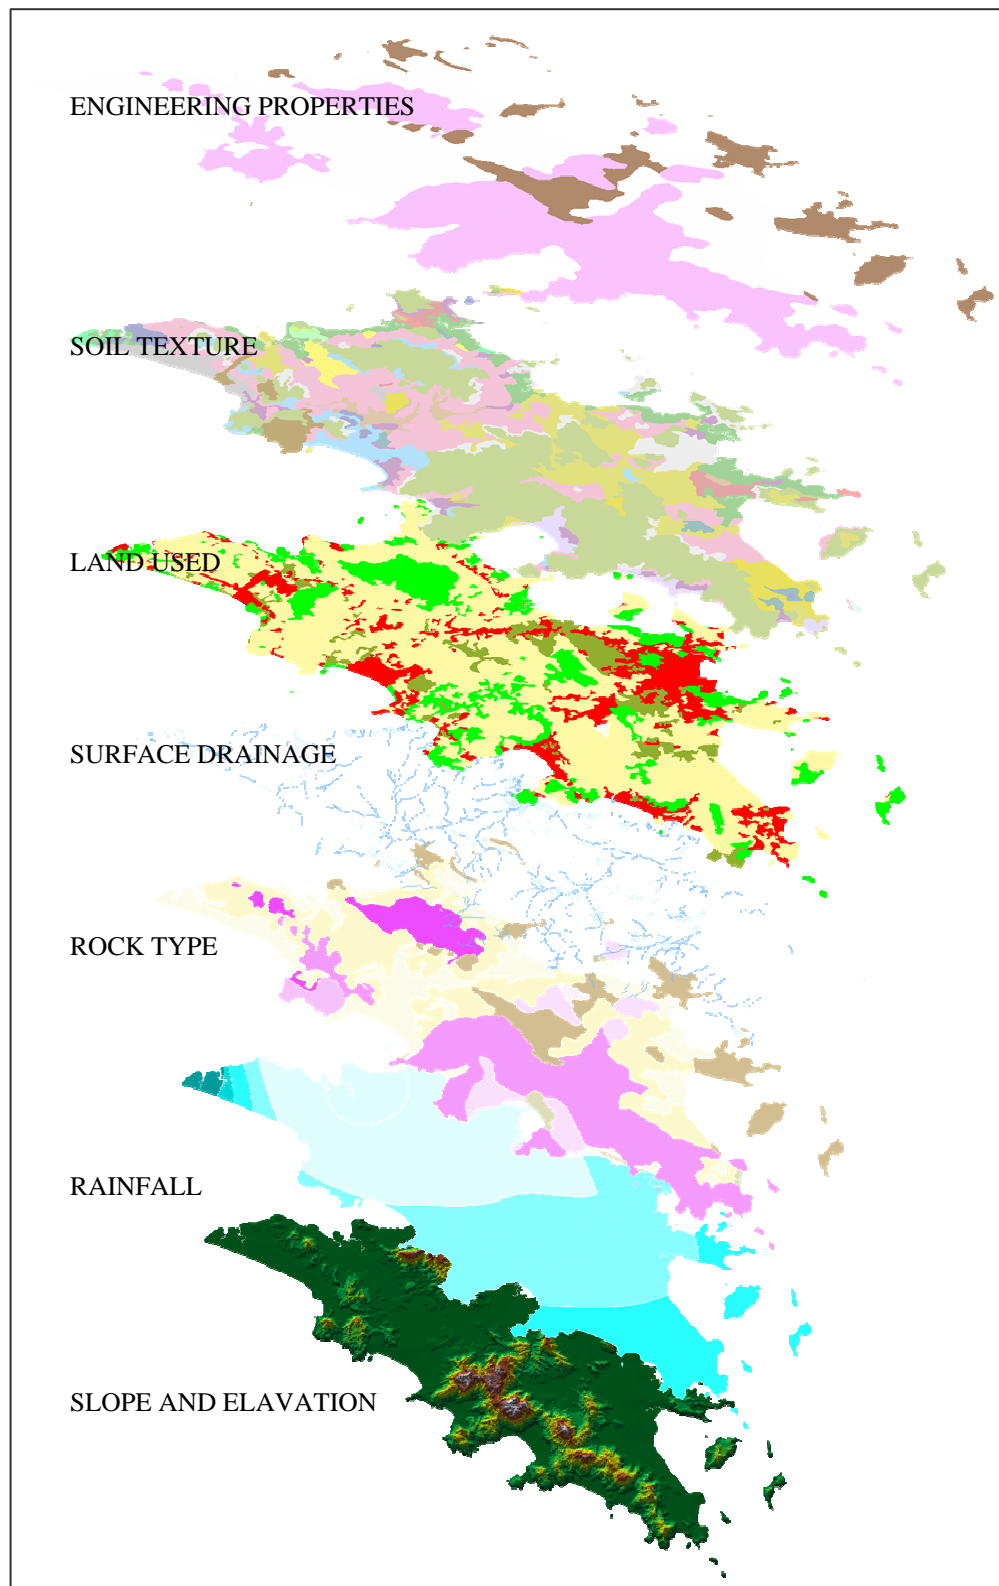 ENGINEERING PROPERTIES
SOIL TEXTURE
LAND USED
SURFACE DRAINAGE
ROCK TYPE
RAINFALL
SLOPE AND ELAVATION